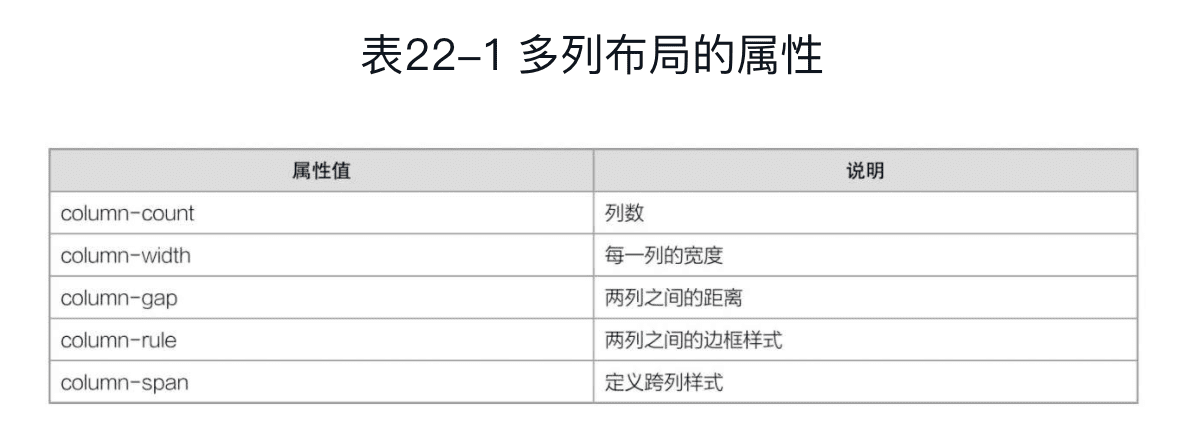 表22-1 多列布局的属性
属性值 说明
column-count 列数
column-width 每一列的宽度
column-gap 两列之间的距离
column-rule 两列之间的边框样式
column-span 定义跨列样式